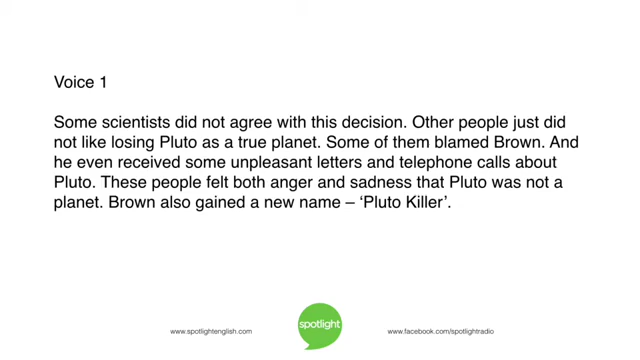 Voice 1
Some scientists did not agree with this decision. Other people just did
not like losing Pluto as a true planet. Some of them blamed Brown. And
he even received some unpleasant letters and telephone calls about
Pluto. These people felt both anger and sadness that Pluto was not a
planet. Brown also gained a new name – ‘Pluto Killer’.
www.spotlightenglish.com
spotlight
www.facebook.com/spotlightradio